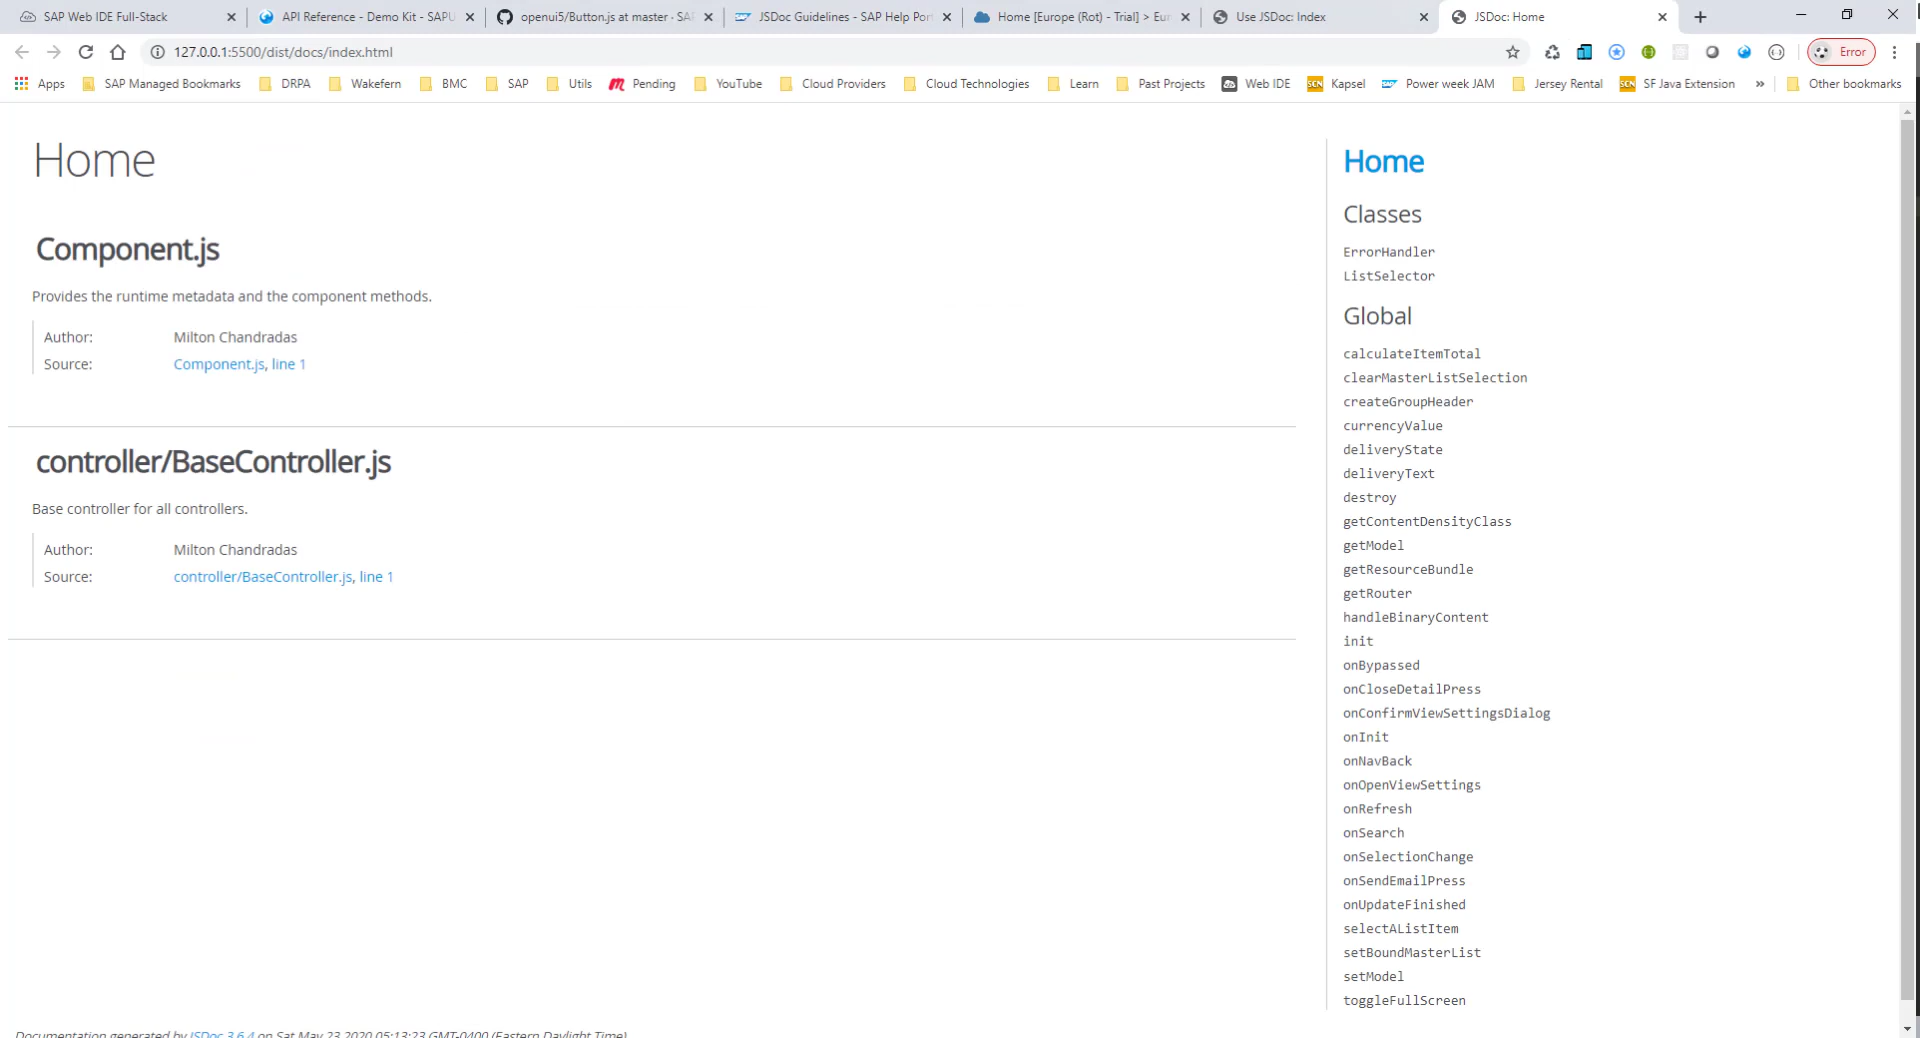 SAP Web IDE Full-Stack
API Reference - Demo Kit - SAPU
openui5/Button.js at master · SA
JSDoc Guidelines - SAP Help Por
Home [Europe (Rot) - Trial] > Eur
Use JSDoc: Index
JSDoc: Home
127.0.0.1:5500/dist/docs/index.html
Error
Apps
SAP Managed Bookmarks
DRPA
Wakefern
BMC
SAP
Utils
Pending
YouTube
Cloud Providers
Cloud Technologies
Learn
Past Projects
Web IDE
SCN
Kapsel
SAP
Power week JAM
Jersey Rental
SCN
SF Java Extension
»
Other bookmarks
Home
Component.js
Provides the runtime metadata and the component methods.
Author: Milton Chandradas
Source: Component.js, line 1
controller/BaseController.js
Base controller for all controllers.
Author: Milton Chandradas
Source: controller/BaseController.js, line 1
Home
Classes
ErrorHandler
ListSelector
Global
calculateItemTotal
clearMasterListSelection
createGroupHeader
currencyValue
deliveryState
deliveryText
destroy
getContentDensityClass
getModel
getResourceBundle
getRouter
handleBinaryContent
init
onBypassed
onCloseDetailPress
onConfirmViewSettingsDialog
onInit
onNavBack
onOpenViewSettings
onRefresh
onSearch
onSelectionChange
onSendEmailPress
onUpdateFinished
selectAListItem
setBoundMasterList
setModel
toggleFullScreen
Documentation generated by JSDoc 3.6.4 on Sat May 23 2020 05:13:23 GMT-0400 (Eastern Daylight Time)